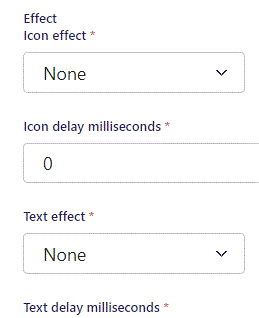 Effect
Icon effect *
None
Icon delay milliseconds *
0
Text effect *
None
Text delay milliseconds *